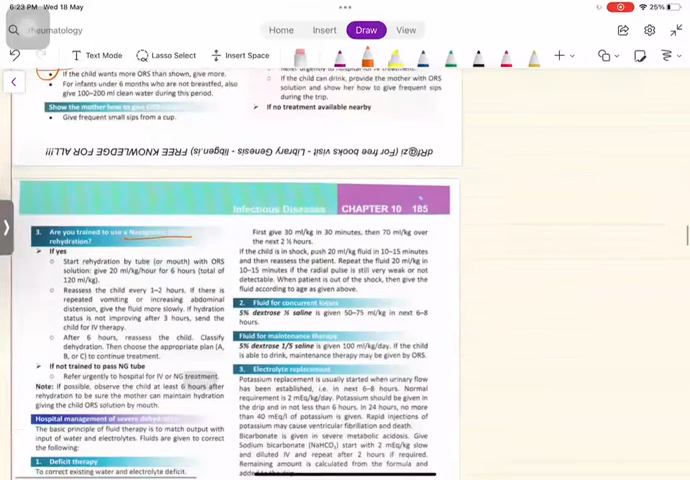 6:23 PM Wed 18 May
25%
rheumatology
Home
Insert
Draw
View
Text Mode
Lasso Select
Insert Space
If the child wants more ORS than shown, give more.
For infants under 6 months who are not breastfed, also
give 100-200 ml clean water during this period.
Show the mother how to give
Give frequent small sips from a cup.
If the child can drink, provide the mother with ORS
solution and show her how to give frequent sips
during the trip.
If no treatment available nearby
pRf@zi (For free books visit - Library Genesis - libgen.is) FREE KNOWLEDGE FOR ALL!!!
Infectious Diseases CHAPTER 10 185
3. Are you trained to use a
rehydration?
If yes
Start rehydration by tube (or mouth) with ORS
solution: give 20 ml/kg/hour for 6 hours (total of
120 ml/kg).
Reassess the child every 1-2 hours. If there is
repeated vomiting or increasing abdominal
distension, give the fluid more slowly. If hydration
status is not improving after 3 hours, send the
child for IV therapy.
After 6 hours, reassess the child. Classify
dehydration. Then choose the appropriate plan (A,
B, or C) to continue treatment.
If not trained to pass NG tube
Refer urgently to hospital for IV or NG treatment.
Note: If possible, observe the child at least 6 hours after
rehydration to be sure the mother can maintain hydration
giving the child ORS solution by mouth.
Hospital management of severe
The basic principle of fluid therapy is to match output with
input of water and electrolytes. Fluids are given to correct
the following:
1. Deficit therapy
To correct existing water and electrolyte deficit.
First give 30 ml/kg in 30 minutes, then 70 ml/kg over
the next 2 ½ hours.
If the child is in shock, push 20 ml/kg fluid in 10-15 minutes
and then reassess the patient. Repeat the fluid 20 ml/kg in
10-15 minutes if the radial pulse is still very weak or not
detectable. When patient is out of the shock, then give the
fluid according to age as given above.
2. Fluid for concurrent losses
5% dextrose ½ saline is given 50-75 ml/kg in next 6-8
hours.
Fluid for maintenance therapy
5% dextrose 1/5 saline is given 100 ml/kg/day. If the child
is able to drink, maintenance therapy may be given by ORS.
3. Electrolyte replacement
Potassium replacement is usually started when urinary flow
has been established, i.e. in next 6-8 hours. Normal
requirement is 2 mEq/kg/day. Potassium should be given in
the drip and in not less than 6 hours. In 24 hours, no more
than 40 mEq/l of potassium is given. Rapid injections of
potassium may cause ventricular fibrillation and death.
Bicarbonate is given in severe metabolic acidosis. Give
Sodium bicarbonate (NaHCO₃) start with 2 mEq/kg slow
and diluted IV and repeat after 2 hours if required.
Remaining amount is calculated from the formula and